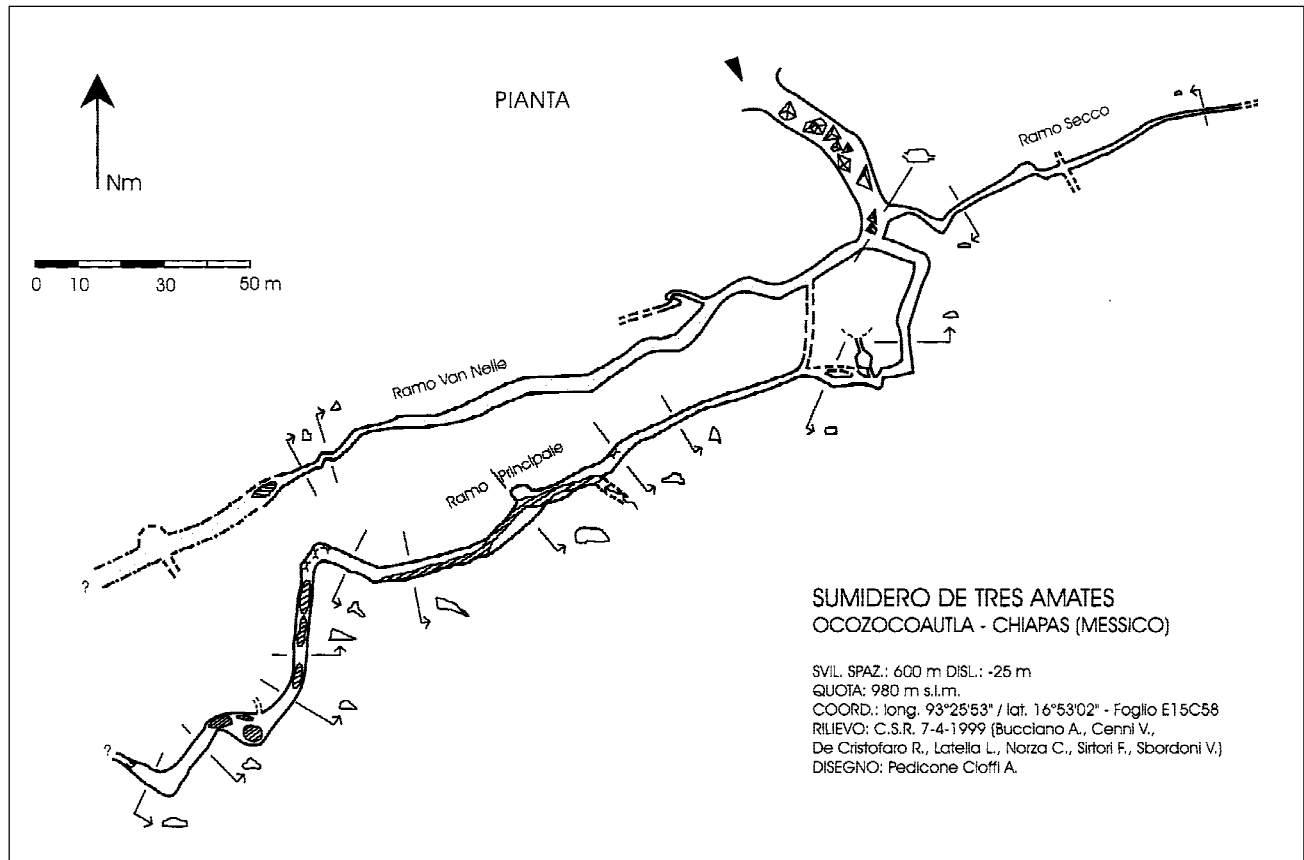 PIANTA
Nm
0 10 30 50 m
Ramo Secco
Ramo Van Nelle
Ramo Principale
?
?
SUMIDERO DE TRES AMATES
OCOZOCOAUTLA - CHIAPAS (MESSICO)
SVIL. SPAZ.: 600 m DISL.: -25 m
QUOTA: 980 m s.l.m.
COORD.: long. 93°25'53" / lat. 16°53'02" - Foglio E15C58
RILIEVO: C.S.R. 7-4-1999 (Bucciano A., Cenni V.,
De Cristofaro R., Latella L., Norza C., Sirtori F., Sbordoni V.)
DISEGNO: Pedicone Cioffi A.